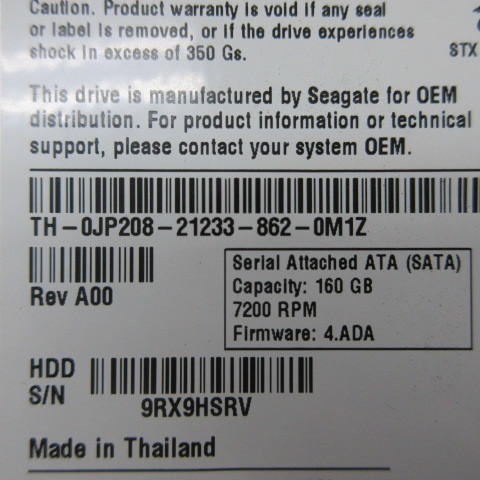 Caution. Product warranty is void if any seal
or label is removed, or if the drive experiences
shock in excess of 350 Gs.
STX
This drive is manufactured by Seagate for OEM
distribution. For product information or technical
support, please contact your system OEM.
TH-0JP208-21233-862-0M1Z
Rev A00
Serial Attached ATA (SATA)
Capacity: 160 GB
7200 RPM
Firmware: 4.ADA
HDD
S/N
9RX9HSRV
Made in Thailand